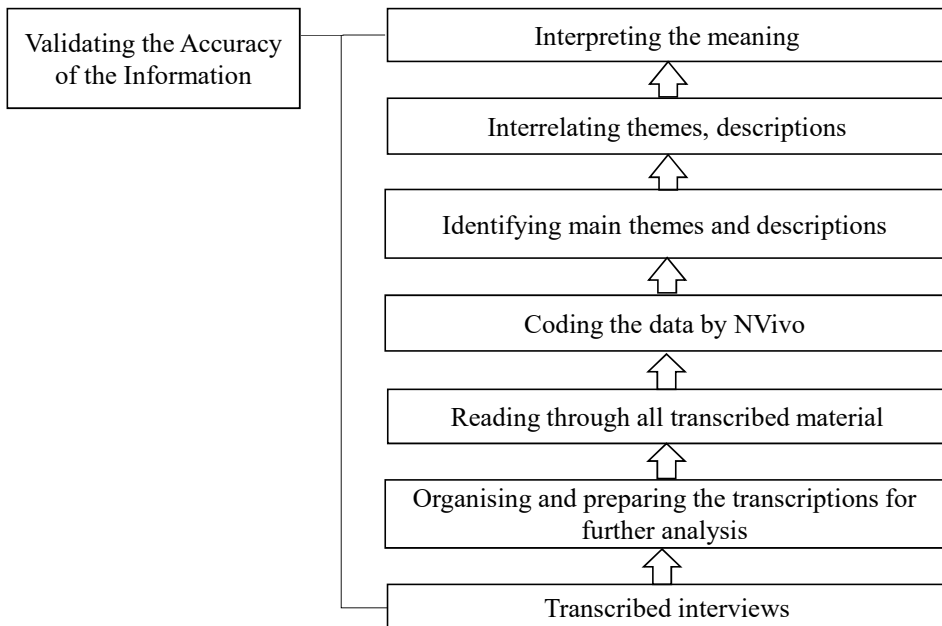 Validating the Accuracy
of the Information
Interpreting the meaning
Interrelating themes, descriptions
Identifying main themes and descriptions
Coding the data by NVivo
Reading through all transcribed material
Organising and preparing the transcriptions for
further analysis
Transcribed interviews